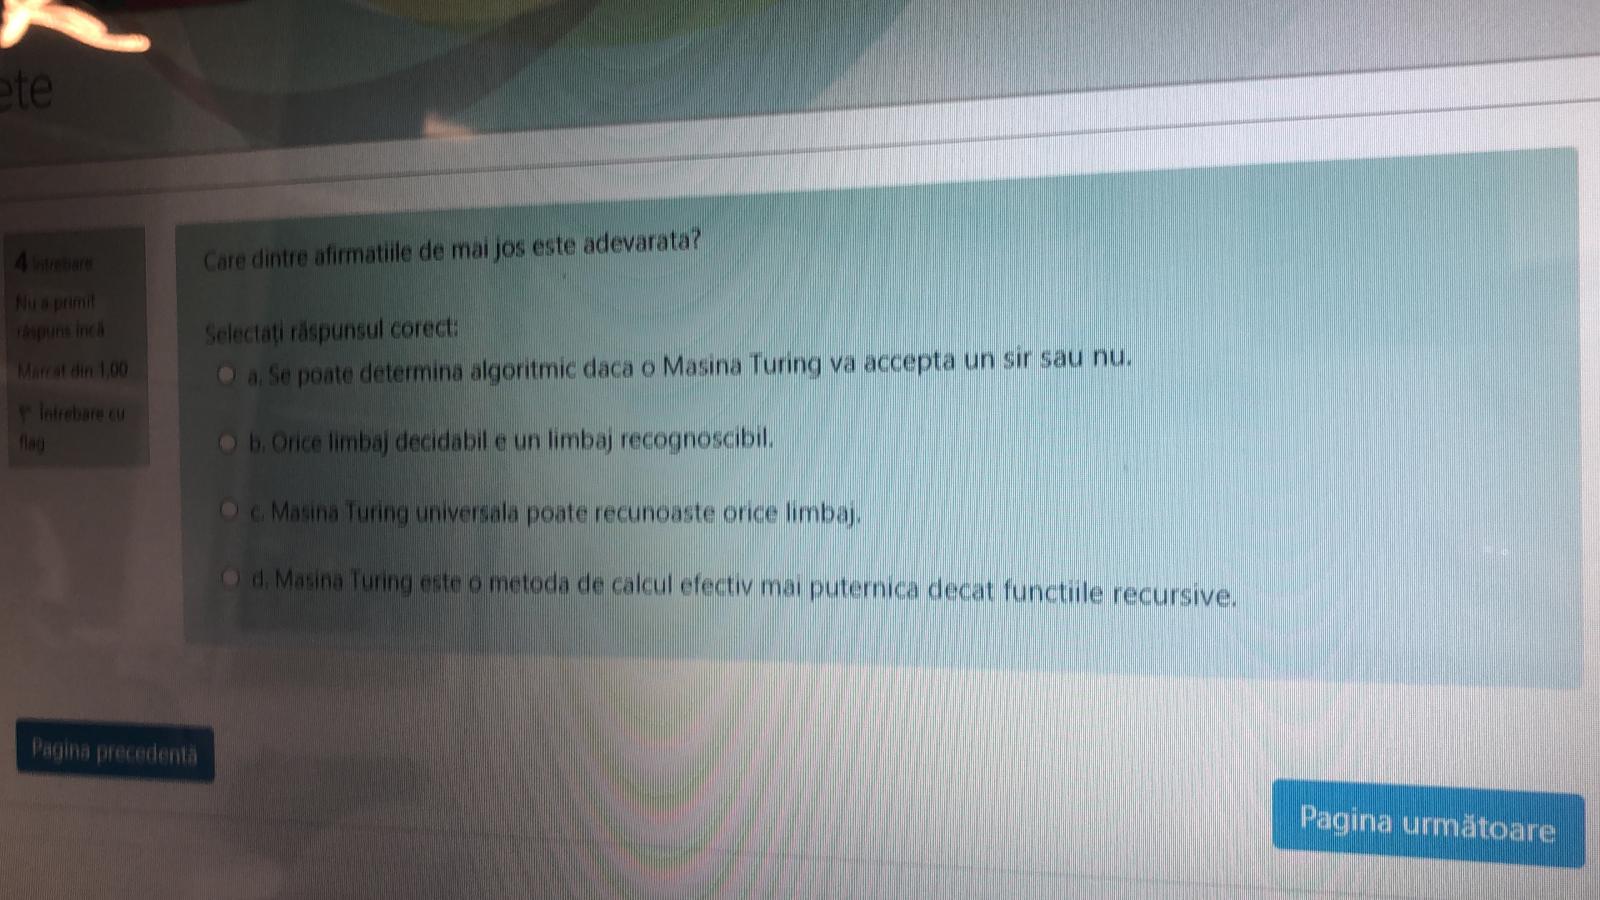 ete
4 Întrebare
Nu a primit
răspuns încă
Marcat din 1,00
Întrebare cu
flag
Care dintre afirmatiile de mai jos este adevarata?
Selectați răspunsul corect:
a. Se poate determina algoritmic daca o Masina Turing va accepta un sir sau nu.
b. Orice limbaj decidabil e un limbaj recognoscibil.
c. Masina Turing universala poate recunoaste orice limbaj.
d. Masina Turing este o metoda de calcul efectiv mai puternica decat functiile recursive.
Pagina precedentă
Pagina următoare